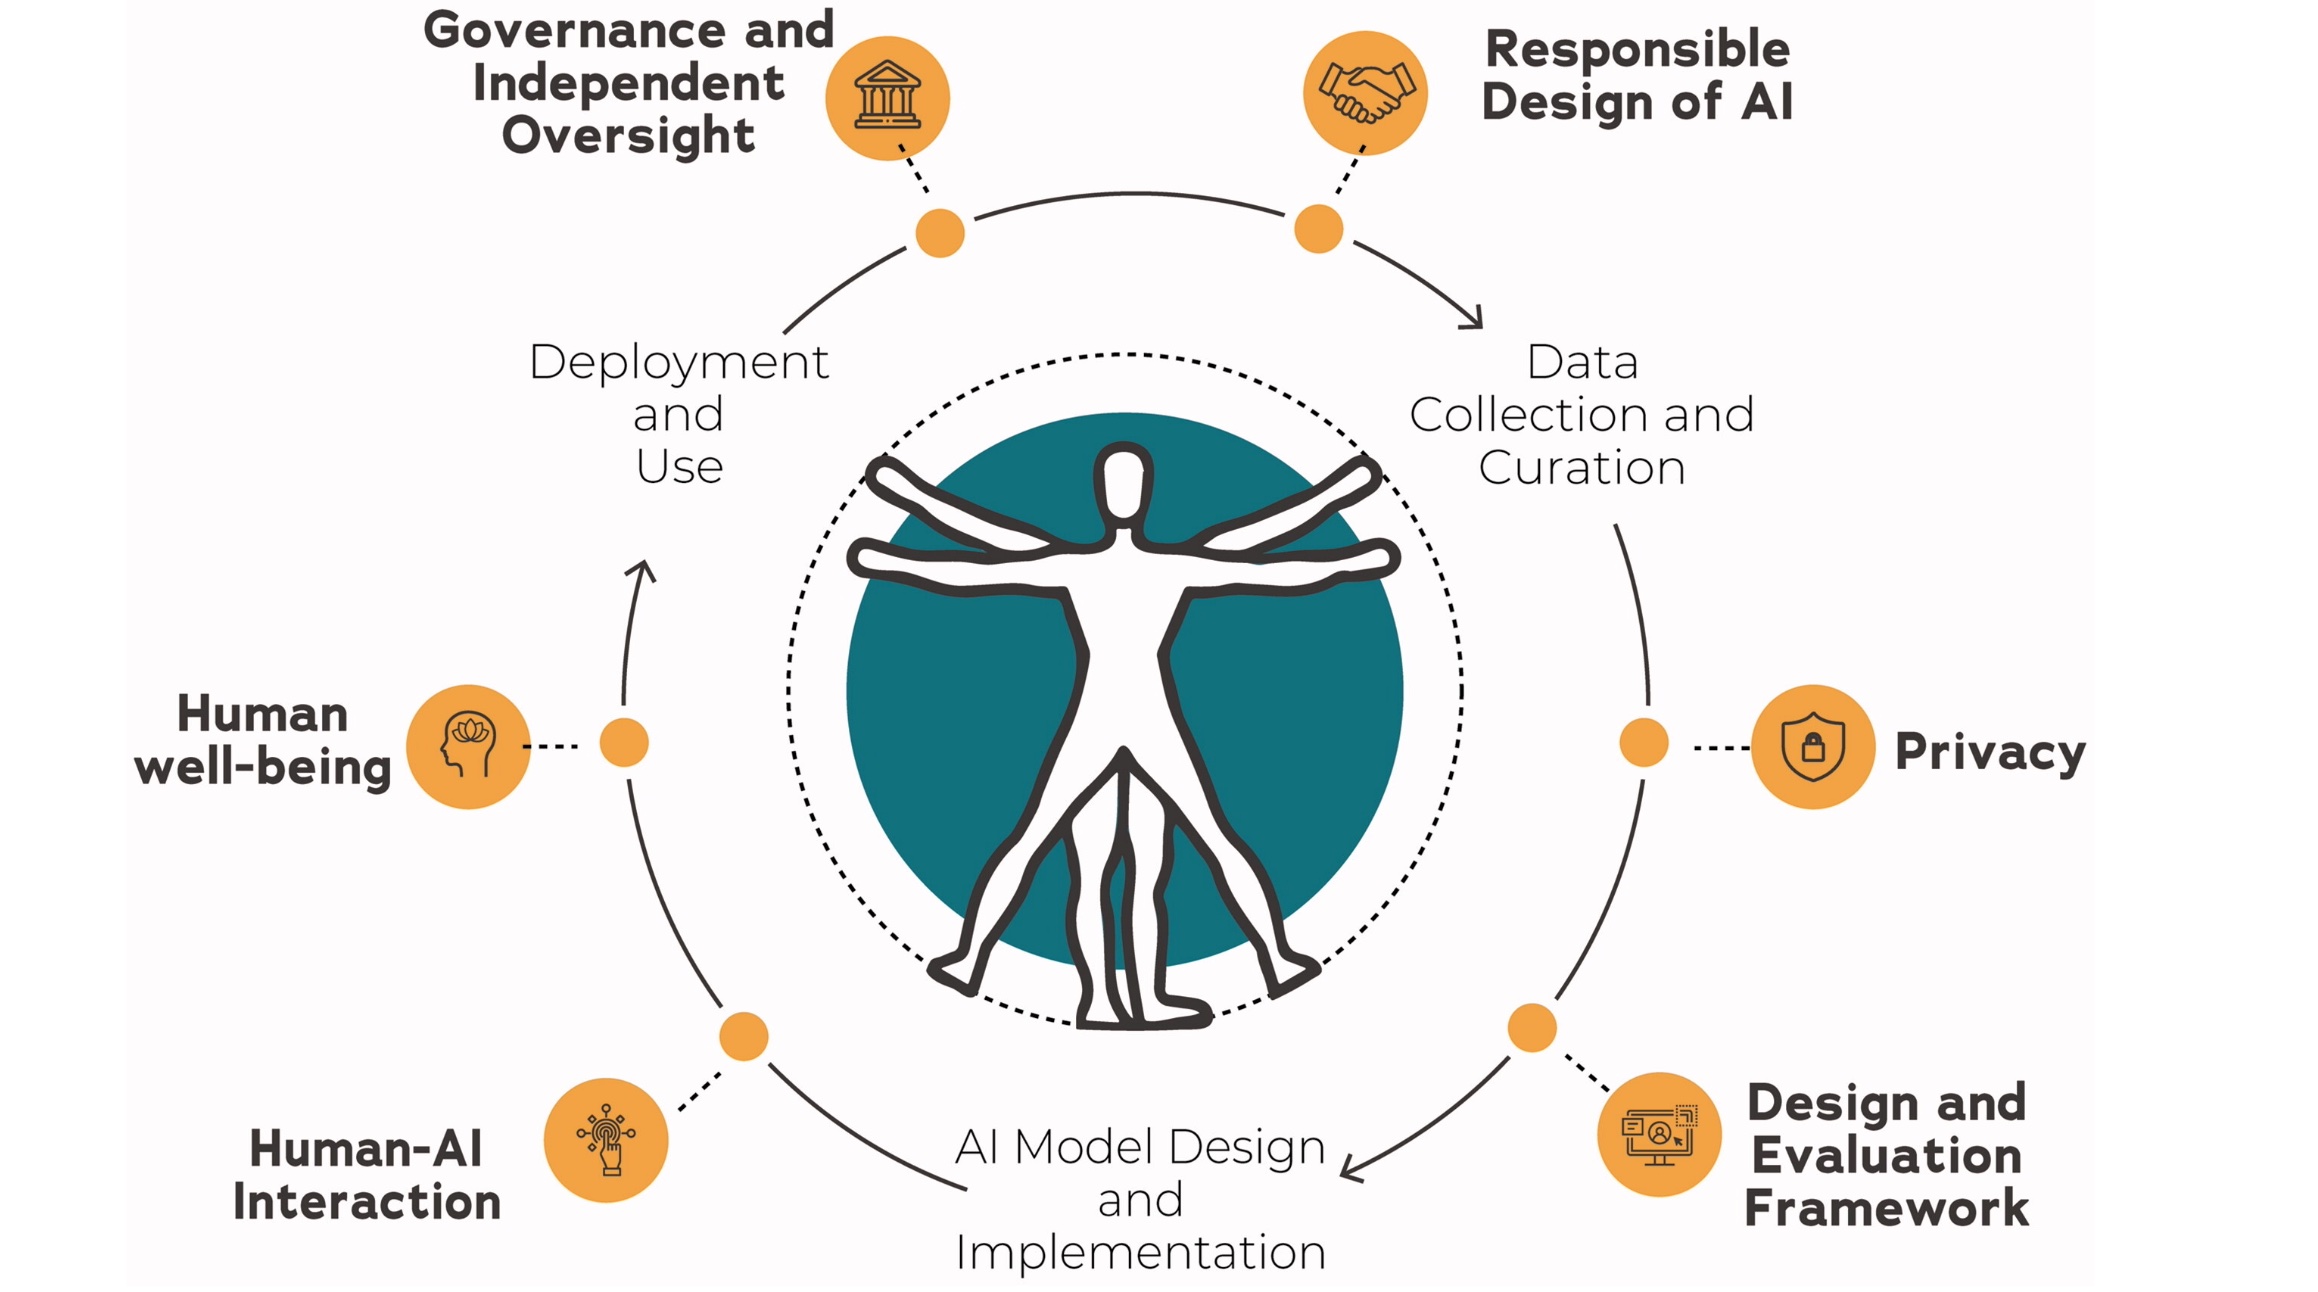 Governance and
Independent
Oversight
Responsible
Design of AI
Deployment
and
Use
Data
Collection and
Curation
Human
well-being
Privacy
Human-AI
Interaction
AI Model Design
and
Implementation
Design and
Evaluation
Framework